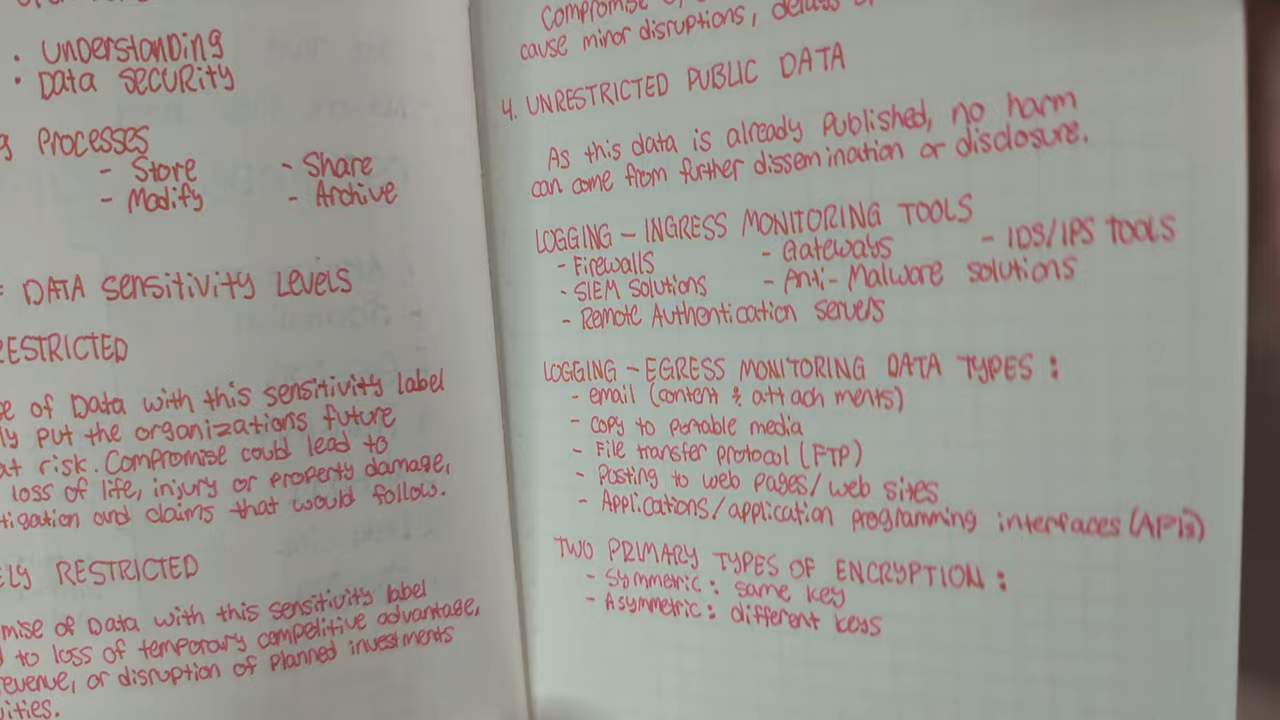 · UNDERSTANDING
· DATA SECURITY
PROCESSES
- Store - Share
- Modify - Archive
= DATA Sensitivity Levels
RESTRICTED
of Data with this sensitivity label
put the organizations future
at risk. Compromise could lead to
loss of life, injury or property damage,
and claims that would follow.
RESTRICTED
of Data with this sensitivity label
to loss of temporary competitive advantage,
revenue, or disruption of planned investments
cause minor disruptions, delays or
4. UNRESTRICTED PUBLIC DATA
As this data is already published, no harm
can come from further dissemination or disclosure.
LOGGING - INGRESS MONITORING TOOLS
- Firewalls - Gateways - IDS/IPS TOOLS
- SIEM Solutions - Anti-Malware solutions
- Remote Authentication servers
LOGGING - EGRESS MONITORING DATA TYPES :
- email (content & attachments)
- copy to portable media
- File transfer protocol (FTP)
- Posting to web pages/web sites
- Applications/application programming interfaces (APIs)
TWO PRIMARY TYPES OF ENCRYPTION :
- Symmetric : same key
- Asymmetric : different keys